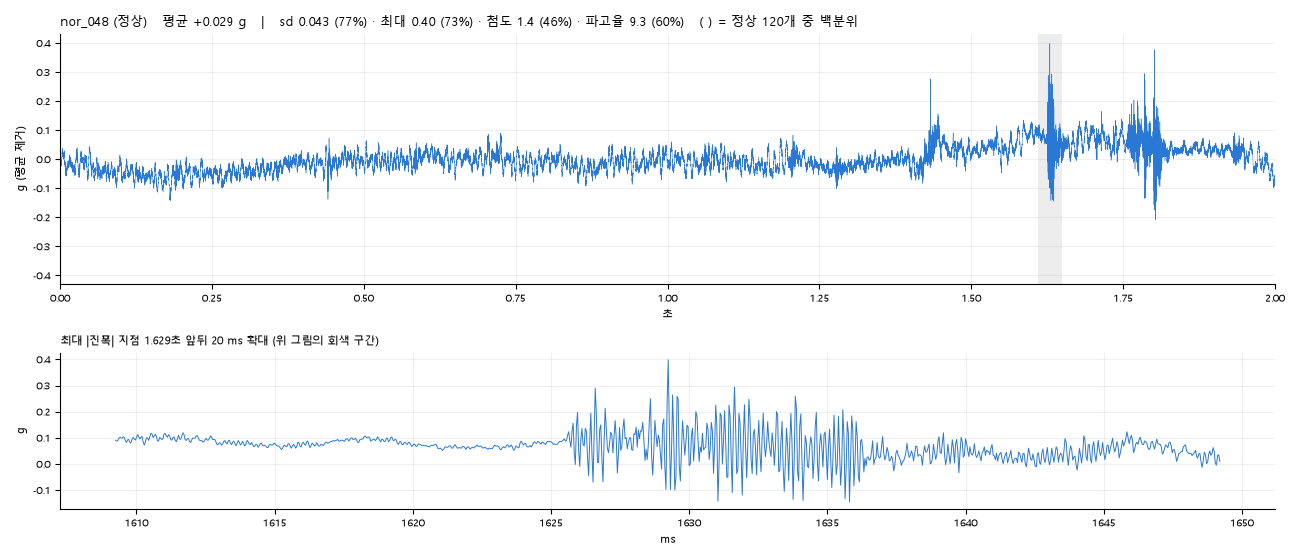 nor_048 (정상) 평균 +0.029 g | sd 0.043 (77%) · 최대 0.40 (73%) · 첨도 1.4 (46%) · 파고율 9.3 (60%) ( ) = 정상 120개 중 백분위
g (평균 제거)
0.4
0.3
0.2
0.1
0.0
-0.1
-0.2
-0.3
-0.4
0.00 0.25 0.50 0.75 1.00 1.25 1.50 1.75 2.00
초
최대 |진폭| 지점 1.629초 앞뒤 20 ms 확대 (위 그림의 회색 구간)
g
0.4
0.3
0.2
0.1
0.0
-0.1
1610 1615 1620 1625 1630 1635 1640 1645 1650
ms